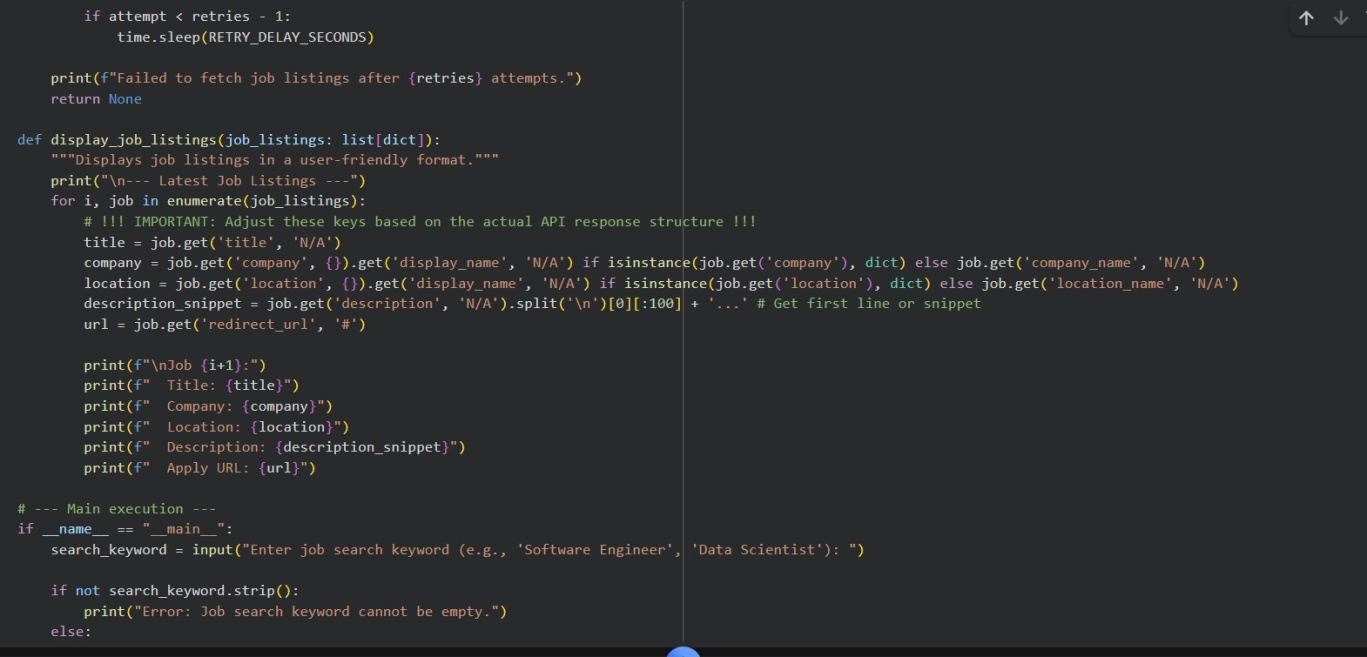 if attempt < retries - 1:
            time.sleep(RETRY_DELAY_SECONDS)

    print(f"Failed to fetch job listings after {retries} attempts.")
    return None

def display_job_listings(job_listings: list[dict]):
    """Displays job listings in a user-friendly format."""
    print("\n--- Latest Job Listings ---")
    for i, job in enumerate(job_listings):
        # !!! IMPORTANT: Adjust these keys based on the actual API response structure !!!
        title = job.get('title', 'N/A')
        company = job.get('company', {}).get('display_name', 'N/A') if isinstance(job.get('company'), dict) else job.get('company_name', 'N/A')
        location = job.get('location', {}).get('display_name', 'N/A') if isinstance(job.get('location'), dict) else job.get('location_name', 'N/A')
        description_snippet = job.get('description', 'N/A').split('\n')[0][:100] + '...' # Get first line or snippet
        url = job.get('redirect_url', '#')

        print(f"\nJob {i+1}:")
        print(f"  Title: {title}")
        print(f"  Company: {company}")
        print(f"  Location: {location}")
        print(f"  Description: {description_snippet}")
        print(f"  Apply URL: {url}")

# --- Main execution ---
if __name__ == "__main__":
    search_keyword = input("Enter job search keyword (e.g., 'Software Engineer', 'Data Scientist'): ")

    if not search_keyword.strip():
        print("Error: Job search keyword cannot be empty.")
    else: